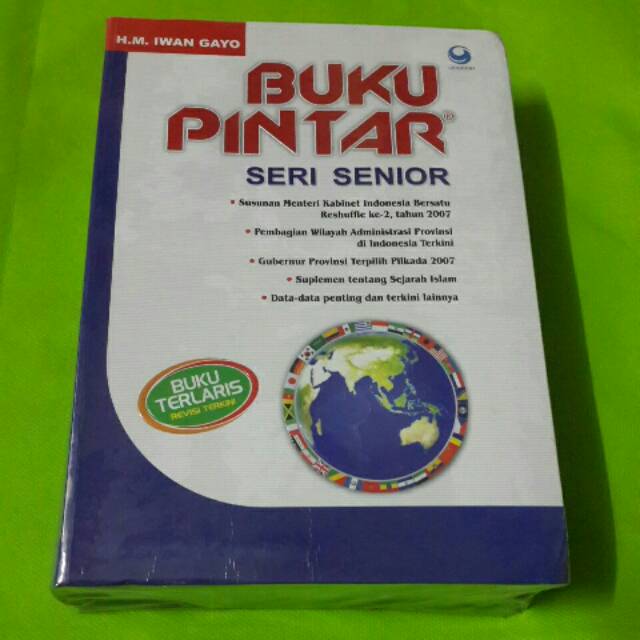 H.M. IWAN GAYO
BUKU
PINTAR®
SERI SENIOR
• Susunan Menteri Kabinet Indonesia Bersatu
Reshuffle ke-2, tahun 2007
• Pembagian Wilayah Administrasi Provinsi
di Indonesia Terkini
• Gubernur Provinsi Terpilih Pilkada 2007
• Suplemen tentang Sejarah Islam
• Data-data penting dan terkini lainnya
BUKU
TERLARIS
REVISI TERKINI